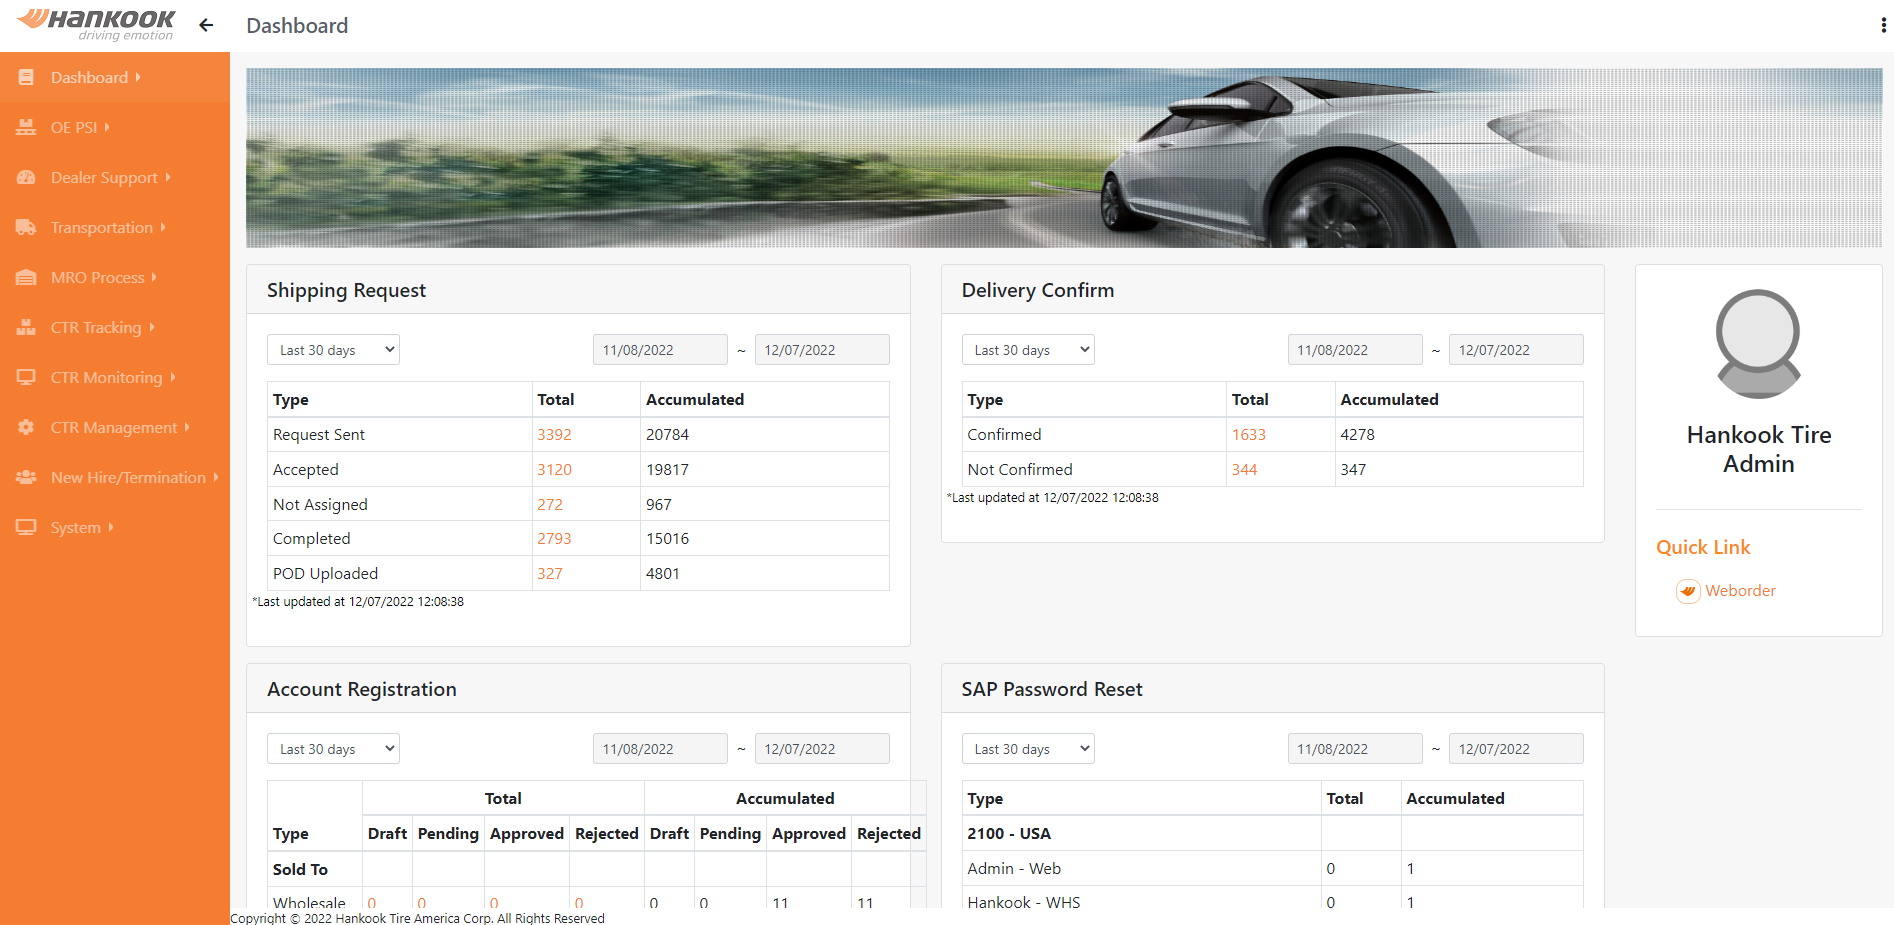 HANKOOK
driving emotion
Dashboard
Dashboard
OE PSI
Dealer Support
Transportation
MRO Process
CTR Tracking
CTR Monitoring
CTR Management
New Hire/Termination
System
Shipping Request
Last 30 days 11/08/2022 ~ 12/07/2022
Type Total Accumulated
Request Sent 3392 20784
Accepted 3120 19817
Not Assigned 272 967
Completed 2793 15016
POD Uploaded 327 4801
*Last updated at 12/07/2022 12:08:38
Delivery Confirm
Last 30 days 11/08/2022 ~ 12/07/2022
Type Total Accumulated
Confirmed 1633 4278
Not Confirmed 344 347
*Last updated at 12/07/2022 12:08:38
Hankook Tire
Admin
Quick Link
Weborder
Account Registration
Last 30 days 11/08/2022 ~ 12/07/2022
Total Accumulated
Type Draft Pending Approved Rejected Draft Pending Approved Rejected
Sold To
Wholesale 0 0 0 0 0 0 11 11
SAP Password Reset
Last 30 days 11/08/2022 ~ 12/07/2022
Type Total Accumulated
2100 - USA
Admin - Web 0 1
Hankook - WHS 0 1
Copyright © 2022 Hankook Tire America Corp. All Rights Reserved